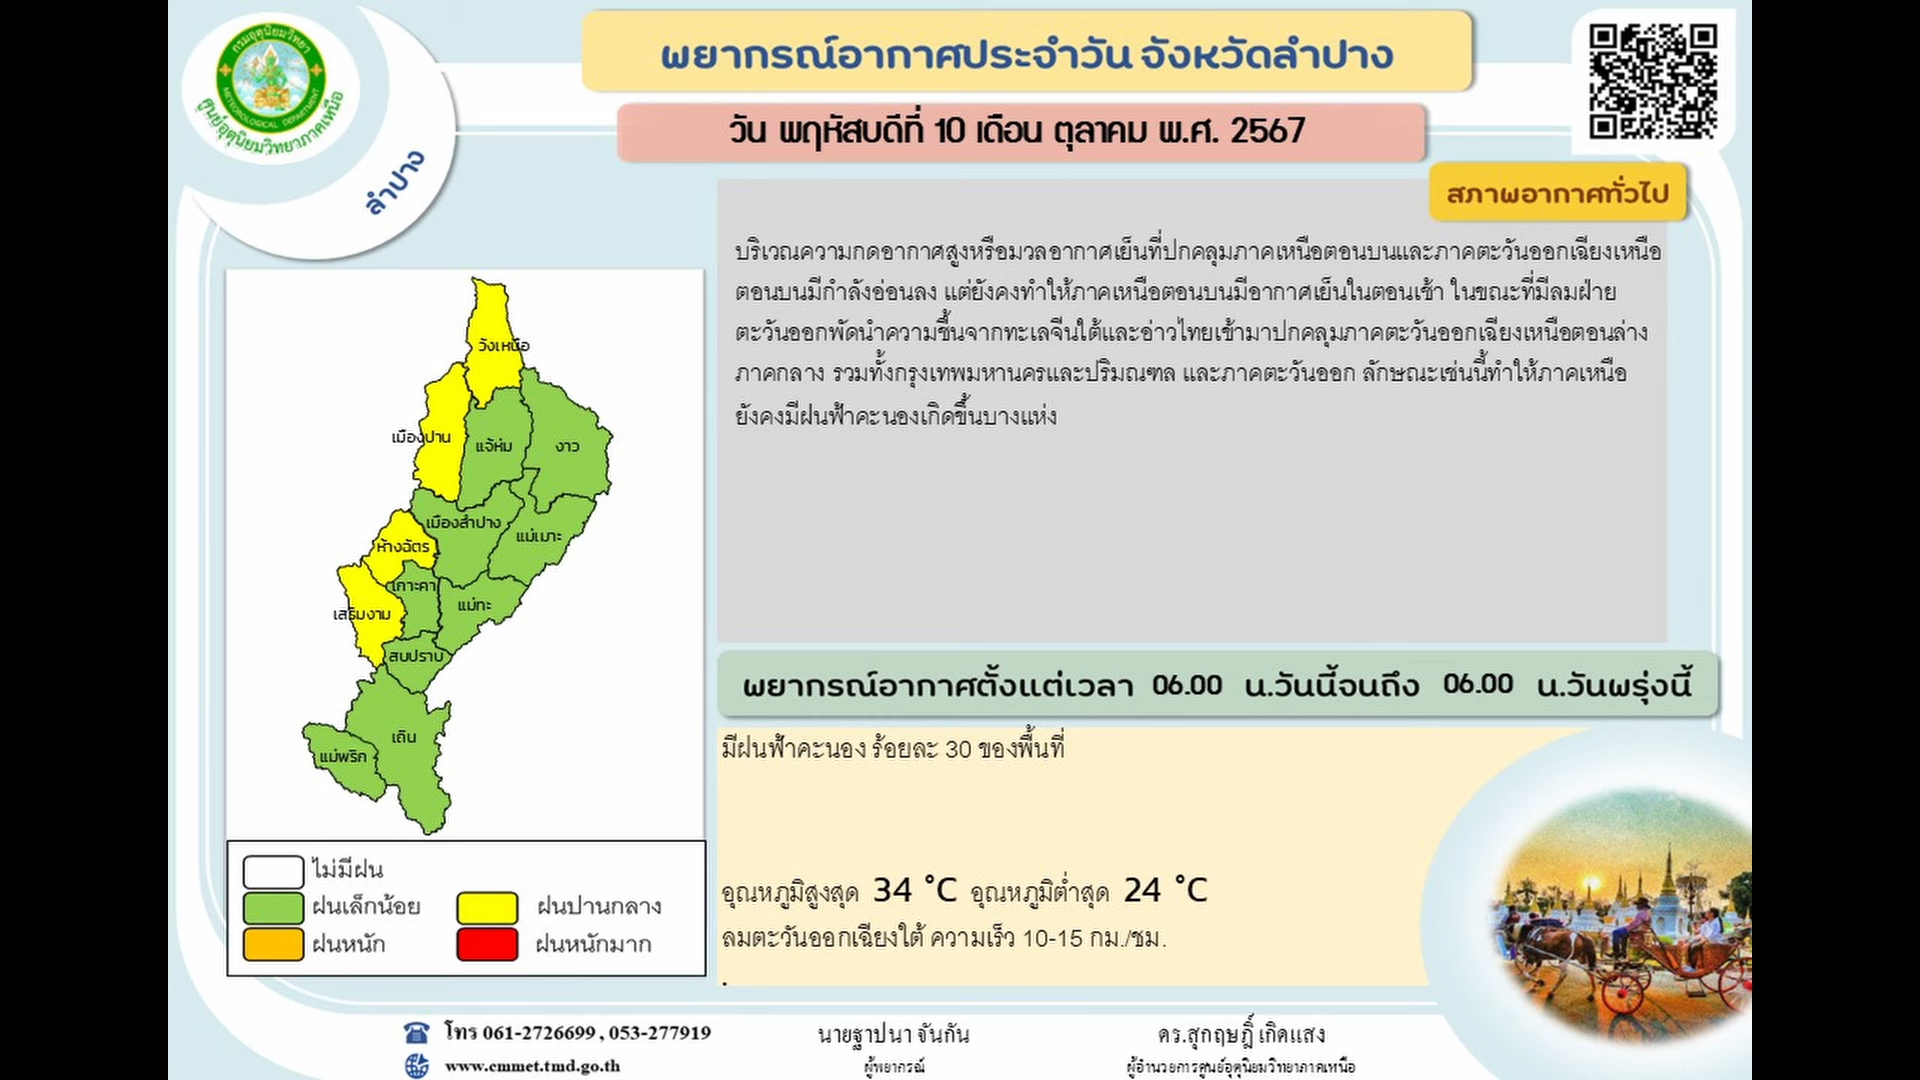 กรมอุตุนิยมวิทยา
METEOROLOGICAL DEPARTMENT
ศูนย์อุตุนิยมวิทยาภาคเหนือ
ลำปาง
พยากรณ์อากาศประจำวัน จังหวัดลำปาง
วัน พฤหัสบดีที่ 10 เดือน ตุลาคม พ.ศ. 2567
สภาพอากาศทั่วไป
บริเวณความกดอากาศสูงหรือมวลอากาศเย็นที่ปกคลุมภาคเหนือตอนบนและภาคตะวันออกเฉียงเหนือ
ตอนบนมีกำลังอ่อนลง แต่ยังคงทำให้ภาคเหนือตอนบนมีอากาศเย็นในตอนเช้า ในขณะที่มีลมฝ่าย
ตะวันออกพัดนำความชื้นจากทะเลจีนใต้และอ่าวไทยเข้ามาปกคลุมภาคตะวันออกเฉียงเหนือตอนล่าง
ภาคกลาง รวมทั้งกรุงเทพมหานครและปริมณฑล และภาคตะวันออก ลักษณะเช่นนี้ทำให้ภาคเหนือ
ยังคงมีฝนฟ้าคะนองเกิดขึ้นบางแห่ง
วังเหนือ
เมืองปาน
แจ้ห่ม
งาว
เมืองลำปาง
แม่เมาะ
ห้างฉัตร
เกาะคา
แม่ทะ
เสริมงาม
สบปราบ
เถิน
แม่พริก
ไม่มีฝน
ฝนเล็กน้อย
ฝนปานกลาง
ฝนหนัก
ฝนหนักมาก
พยากรณ์อากาศตั้งแต่เวลา 06.00 น.วันนี้จนถึง 06.00 น.วันพรุ่งนี้
มีฝนฟ้าคะนอง ร้อยละ 30 ของพื้นที่
อุณหภูมิสูงสุด 34 °C อุณหภูมิต่ำสุด 24 °C
ลมตะวันออกเฉียงใต้ ความเร็ว 10-15 กม./ชม.
.
โทร 061-2726699 , 053-277919
www.cmmet.tmd.go.th
นายฐาปนา จันกัน
ผู้พยากรณ์
ดร.สุกฤษฎิ์ เกิดแสง
ผู้อำนวยการศูนย์อุตุนิยมวิทยาภาคเหนือ